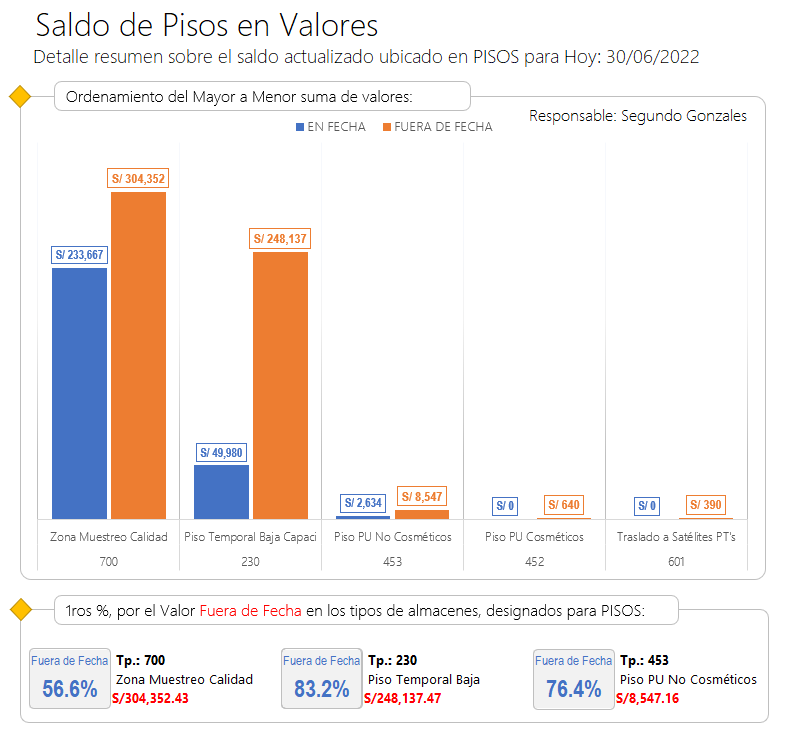 Saldo de Pisos en Valores
Detalle resumen sobre el saldo actualizado ubicado en PISOS para Hoy: 30/06/2022
Ordenamiento del Mayor a Menor suma de valores:
Responsable: Segundo Gonzales
EN FECHA FUERA DE FECHA
S/ 304,352
S/ 233,667
S/ 248,137
S/ 49,980
S/ 2,634
S/ 8,547
S/ 0
S/ 640
S/ 0
S/ 390
Zona Muestreo Calidad Piso Temporal Baja Capaci Piso PU No Cosméticos Piso PU Cosméticos Traslado a Satélites PT's
700 230 453 452 601
1ros %, por el Valor Fuera de Fecha en los tipos de almacenes, designados para PISOS:
Fuera de Fecha
56.6%
Tp.: 700
Zona Muestreo Calidad
S/304,352.43
Fuera de Fecha
83.2%
Tp.: 230
Piso Temporal Baja
S/248,137.47
Fuera de Fecha
76.4%
Tp.: 453
Piso PU No Cosméticos
S/8,547.16